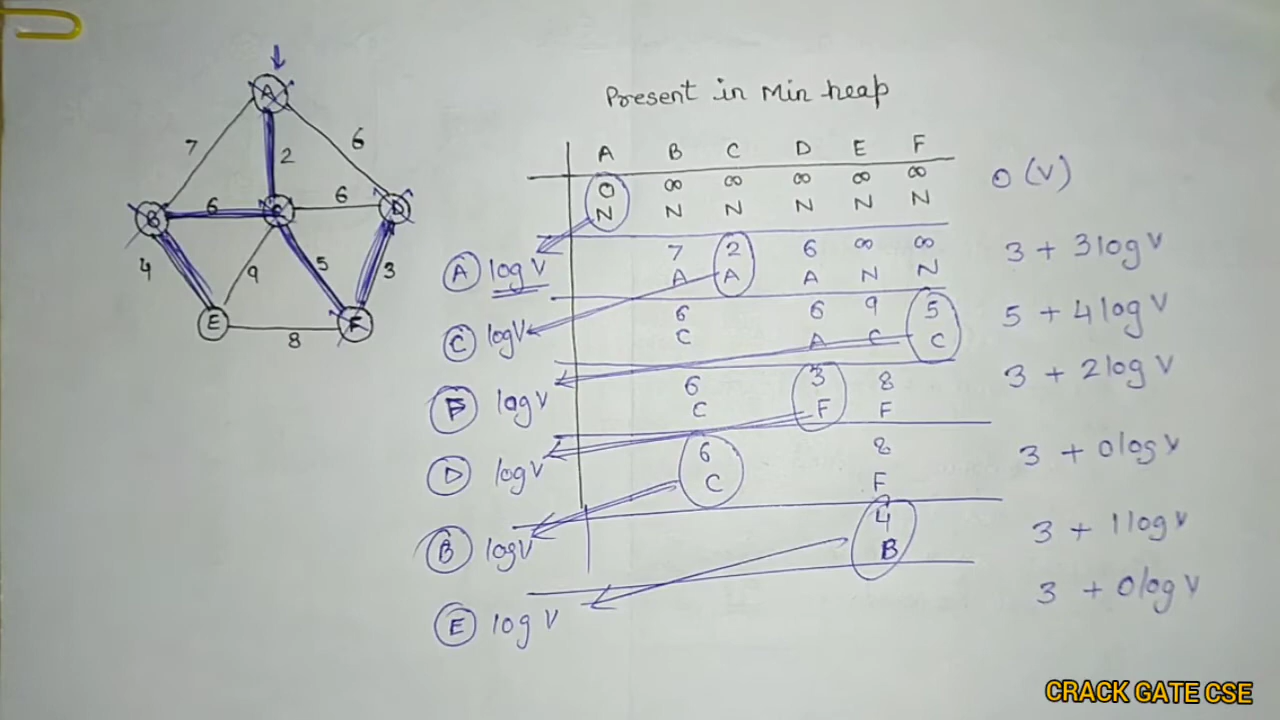 Present in Min heap
A B C D E F
0 ∞ ∞ ∞ ∞ ∞
N N N N N N
O(V)
A log V
7 2 6 ∞ ∞
A A A N N
3 + 3 log V
C log V
6 6 9 5
C A C C
5 + 4 log V
F log V
6 3 8
C F F
3 + 2 log V
D log V
6 8
C F
3 + 0 log V
B log V
4
B
3 + 1 log V
E log V
3 + 0 log V
A
7 2 6
B 6 C 6 D
4 9 5 3
E 8 F
CRACK GATE CSE